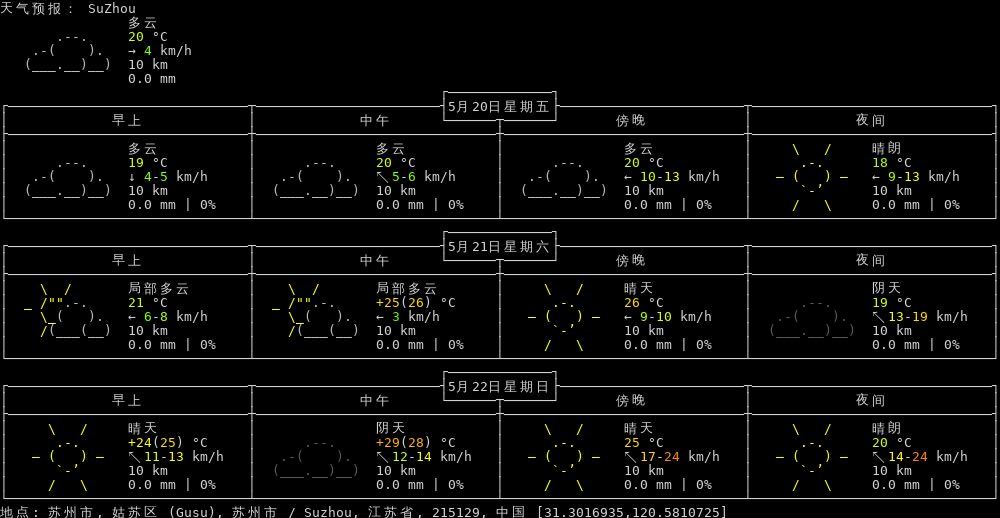 天气预报： SuZhou
多云
20 °C
→ 4 km/h
10 km
0.0 mm
5月20日星期五
早上 中午 傍晚 夜间
多云 多云 多云 晴朗
19 °C 20 °C 20 °C 18 °C
↓ 4-5 km/h ↖ 5-6 km/h ← 10-13 km/h ← 9-13 km/h
10 km 10 km 10 km 10 km
0.0 mm | 0% 0.0 mm | 0% 0.0 mm | 0% 0.0 mm | 0%
5月21日星期六
早上 中午 傍晚 夜间
局部多云 局部多云 晴天 阴天
21 °C +25(26) °C 26 °C 19 °C
← 6-8 km/h ← 3 km/h ← 9-10 km/h ↖ 13-19 km/h
10 km 10 km 10 km 10 km
0.0 mm | 0% 0.0 mm | 0% 0.0 mm | 0% 0.0 mm | 0%
5月22日星期日
早上 中午 傍晚 夜间
晴天 阴天 晴天 晴朗
+24(25) °C +29(28) °C 25 °C 20 °C
↖ 11-13 km/h ↖ 12-14 km/h ↖ 17-24 km/h ↖ 14-24 km/h
10 km 10 km 10 km 10 km
0.0 mm | 0% 0.0 mm | 0% 0.0 mm | 0% 0.0 mm | 0%
地点: 苏州市, 姑苏区 (Gusu), 苏州市 / Suzhou, 江苏省, 215129, 中国 [31.3016935,120.5810725]